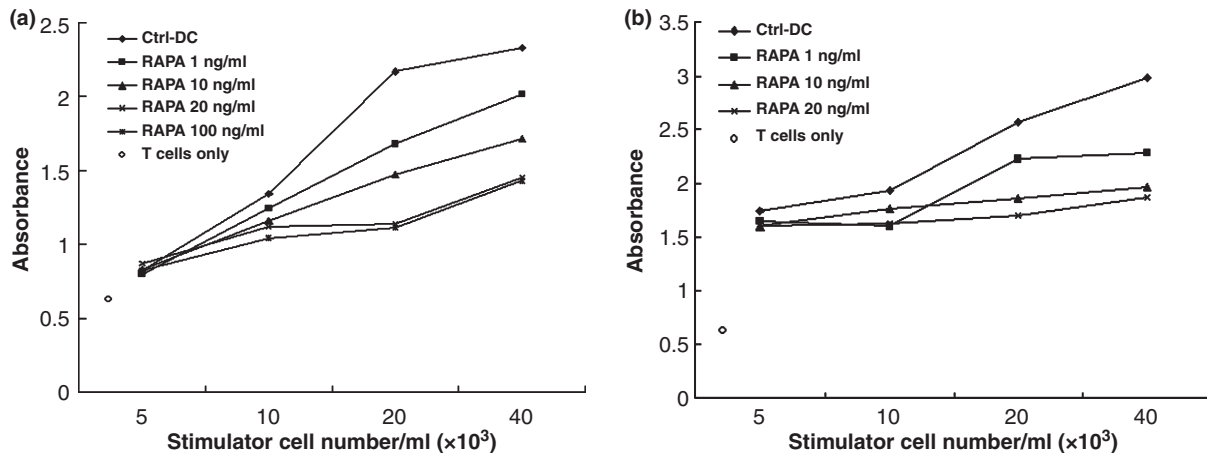 (a)
2.5
2
1.5
1
0.5
0
Absorbance
Ctrl-DC
RAPA 1 ng/ml
RAPA 10 ng/ml
RAPA 20 ng/ml
RAPA 100 ng/ml
T cells only
5 10 20 40
Stimulator cell number/ml (×10³)
(b)
3.5
3
2.5
2
1.5
1
0.5
0
Absorbance
Ctrl-DC
RAPA 1 ng/ml
RAPA 10 ng/ml
RAPA 20 ng/ml
T cells only
5 10 20 40
Stimulator cell number/ml (×10³)